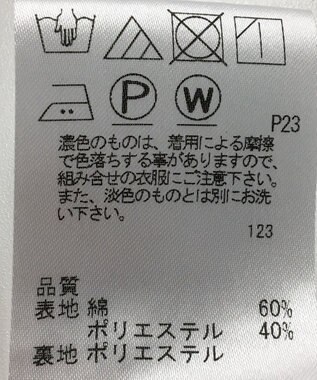 P W
P23
濃色のものは、着用による摩擦
で色落ちする事がありますので、
組み合せの衣服にご注意下さい。
また、淡色のものとは別にお洗
い下さい。
123
品質
表地 綿 60%
ポリエステル 40%
裏地 ポリエステル